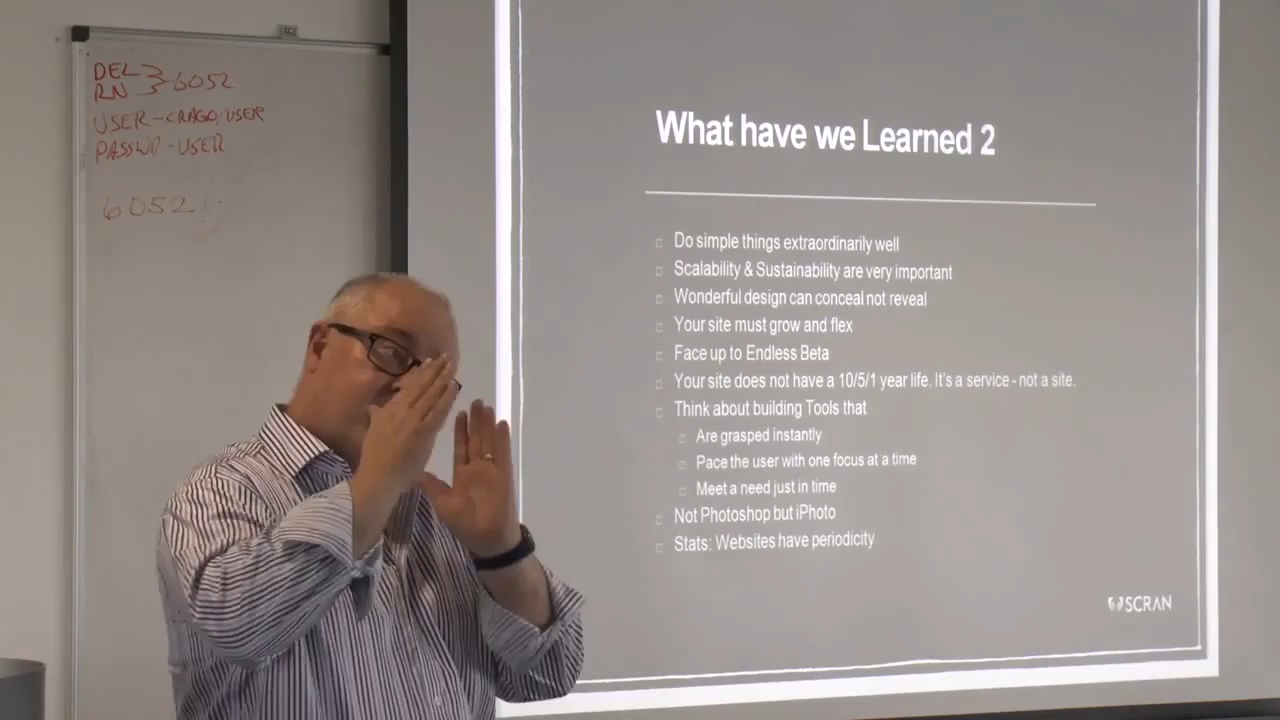 DEL
RN 3-6052
USER-CRAGO/USER
PASSWD-USER
6052
What have we Learned 2
Do simple things extraordinarily well
Scalability & Sustainability are very important
Wonderful design can conceal not reveal
Your site must grow and flex
Face up to Endless Beta
Your site does not have a 10/5/1 year life. It's a service - not a site.
Think about building Tools that
Are grasped instantly
Pace the user with one focus at a time
Meet a need just in time
Not Photoshop but iPhoto
Stats: Websites have periodicity
SCRAN